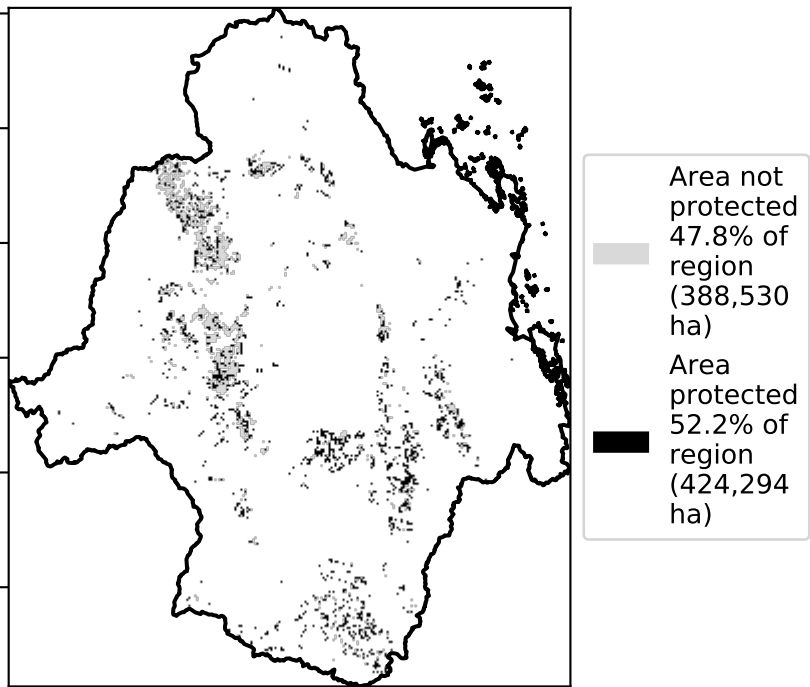 Area not
protected
47.8% of
region
(388,530
ha)
Area
protected
52.2% of
region
(424,294
ha)